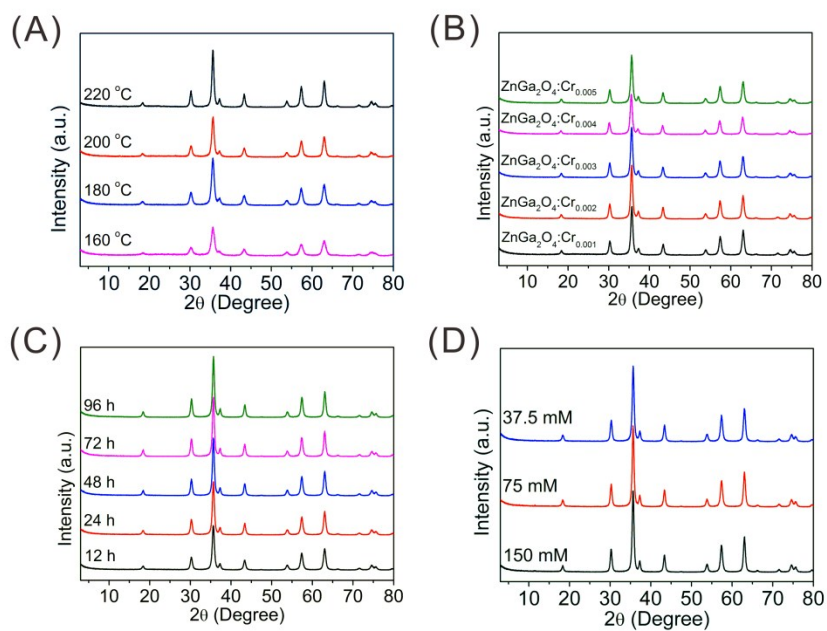 (A)
Intensity (a.u.)
220 °C
200 °C
180 °C
160 °C
10 20 30 40 50 60 70 80
2θ (Degree)
(B)
Intensity (a.u.)
ZnGa₂O₄:Cr₀.₀₀₅
ZnGa₂O₄:Cr₀.₀₀₄
ZnGa₂O₄:Cr₀.₀₀₃
ZnGa₂O₄:Cr₀.₀₀₂
ZnGa₂O₄:Cr₀.₀₀₁
10 20 30 40 50 60 70 80
2θ (Degree)
(C)
Intensity (a.u.)
96 h
72 h
48 h
24 h
12 h
10 20 30 40 50 60 70 80
2θ (Degree)
(D)
Intensity (a.u.)
37.5 mM
75 mM
150 mM
10 20 30 40 50 60 70 80
2θ (Degree)